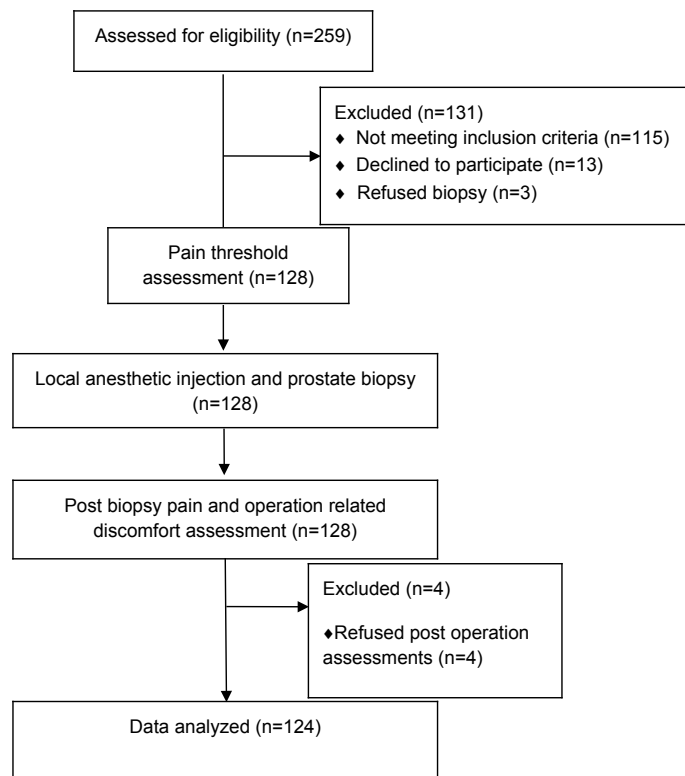 Assessed for eligibility (n=259)
Excluded (n=131)
♦ Not meeting inclusion criteria (n=115)
♦ Declined to participate (n=13)
♦ Refused biopsy (n=3)
Pain threshold
assessment (n=128)
Local anesthetic injection and prostate biopsy
(n=128)
Post biopsy pain and operation related
discomfort assessment (n=128)
Excluded (n=4)
♦Refused post operation
assessments (n=4)
Data analyzed (n=124)